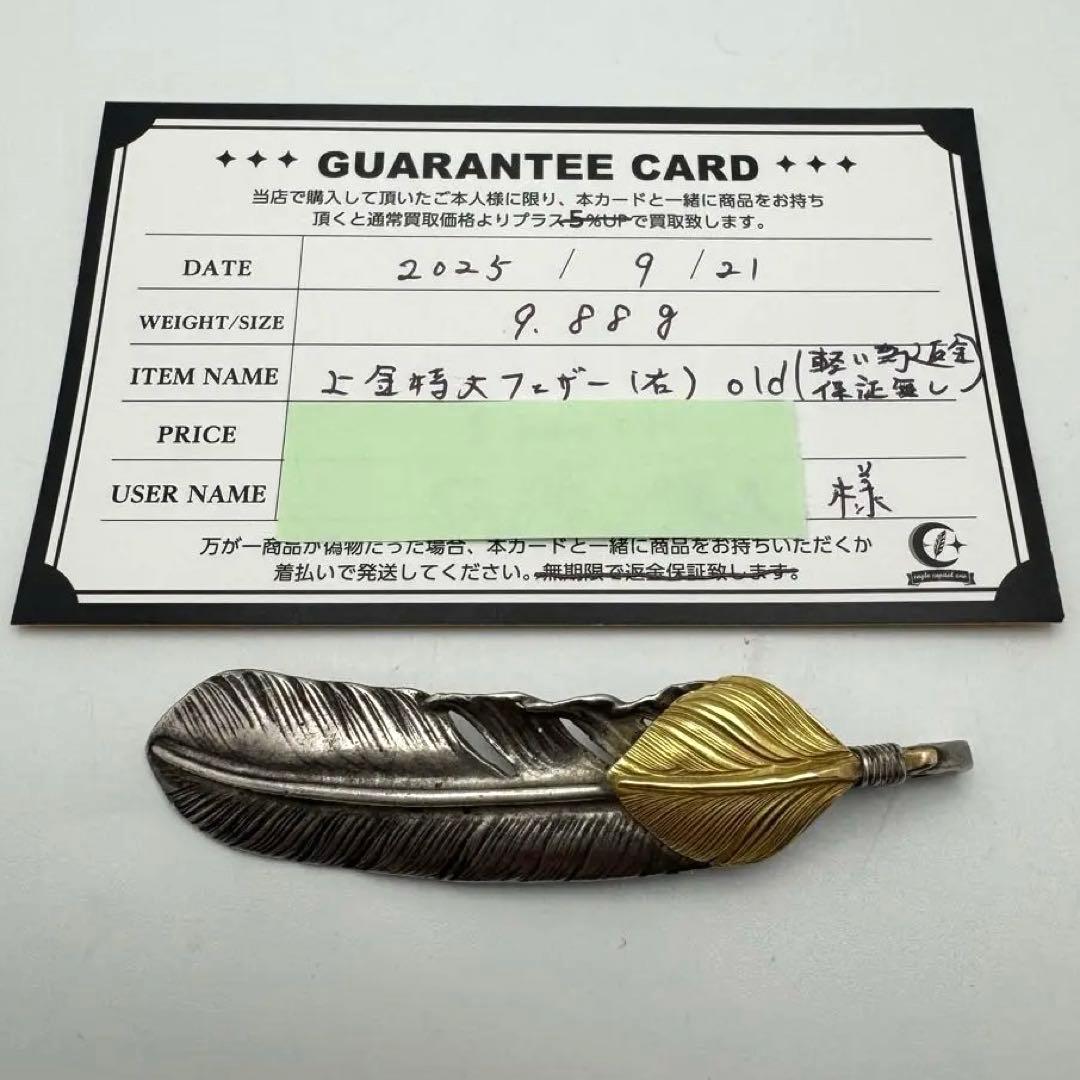 GUARANTEE CARD
当店で購入して頂いたご本人様に限り、本カードと一緒に商品をお持ち
頂くと通常買取価格よりプラス5%UPで買取致します。
DATE 2025 / 9 / 21
WEIGHT/SIZE 9.88g
ITEM NAME 上金特大フェザー(右) old(軽い 返金
保証無し)
PRICE
USER NAME 様
万が一商品が偽物だった場合、本カードと一緒に商品をお持ちいただくか
着払いで発送してください。無期限で返金保証致します。
eagle capital one